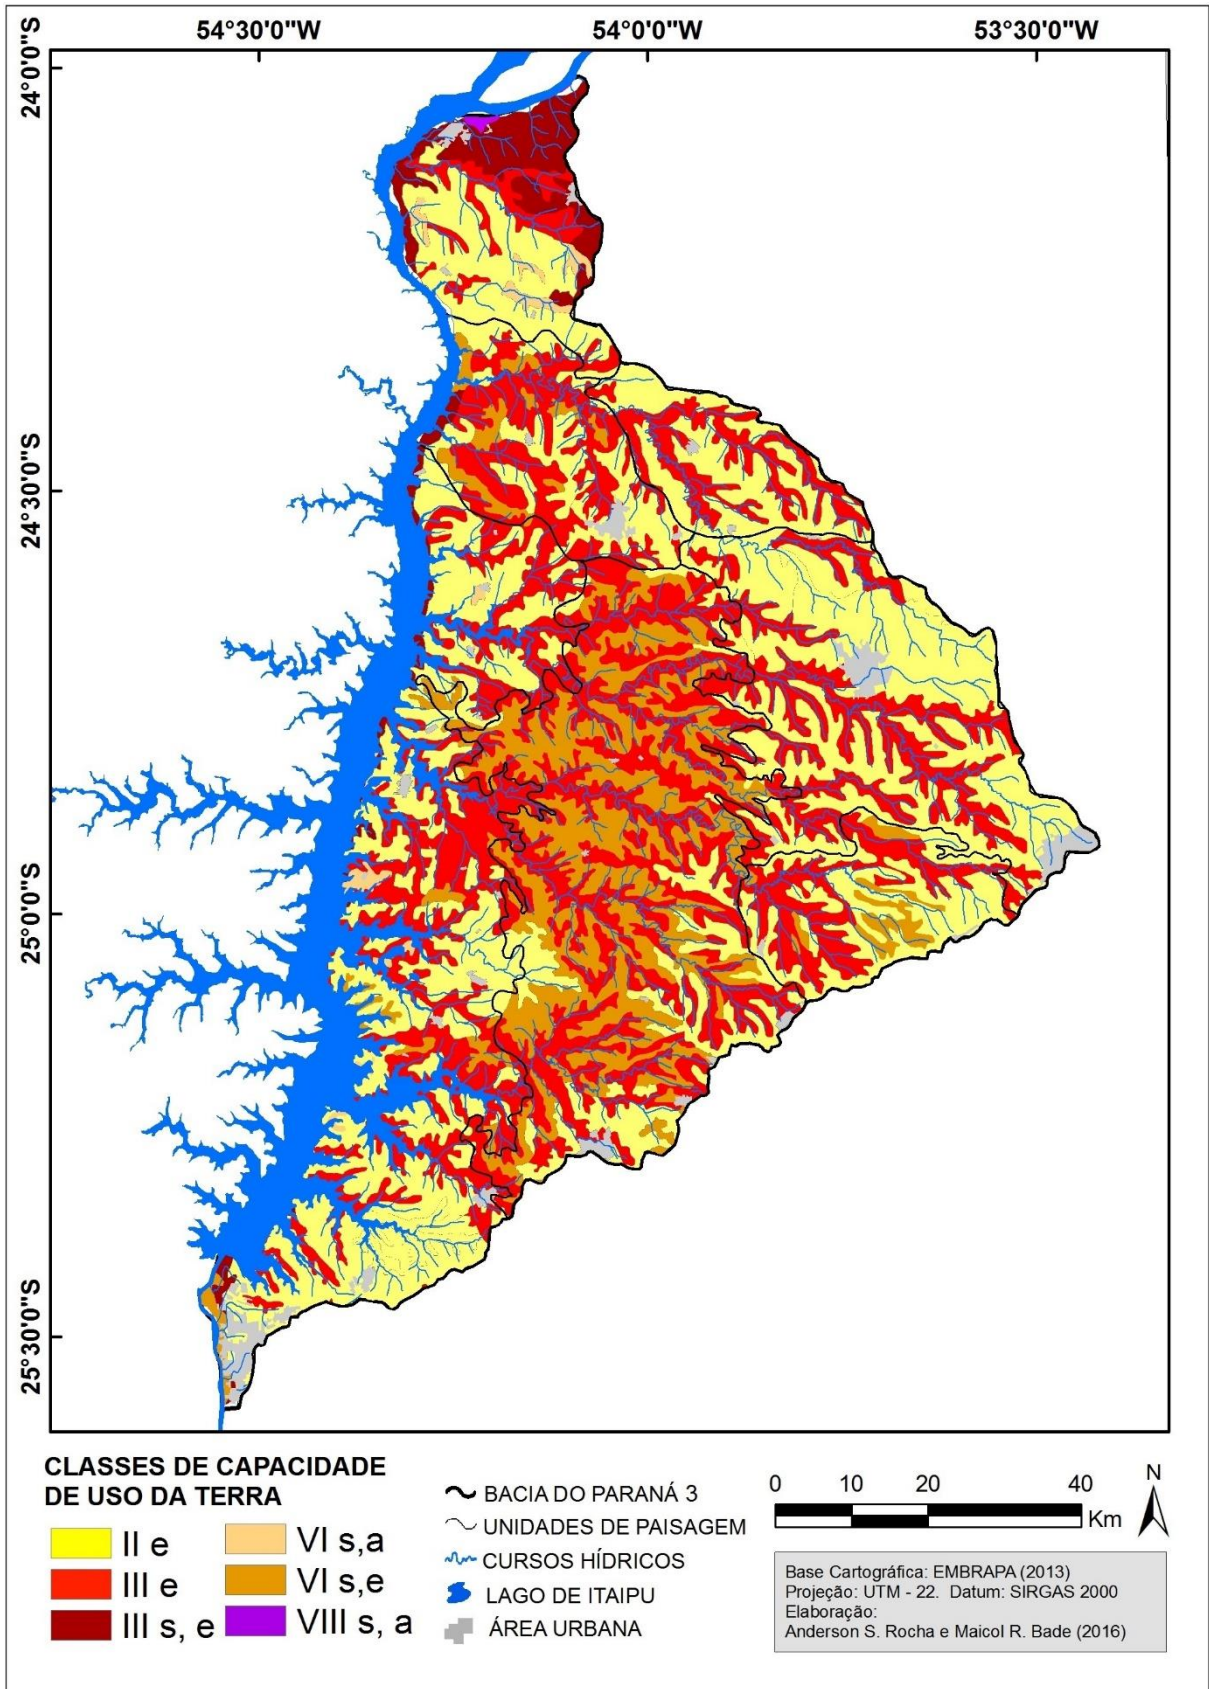 54°30'0"W 54°0'0"W 53°30'0"W
24°0'0"S
24°30'0"S
25°0'0"S
25°30'0"S
CLASSES DE CAPACIDADE
DE USO DA TERRA
II e
III e
III s, e
VI s,a
VI s,e
VIII s, a
BACIA DO PARANÁ 3
UNIDADES DE PAISAGEM
CURSOS HÍDRICOS
LAGO DE ITAIPU
ÁREA URBANA
0 10 20 40
Km
N
Base Cartográfica: EMBRAPA (2013)
Projeção: UTM - 22. Datum: SIRGAS 2000
Elaboração:
Anderson S. Rocha e Maicol R. Bade (2016)